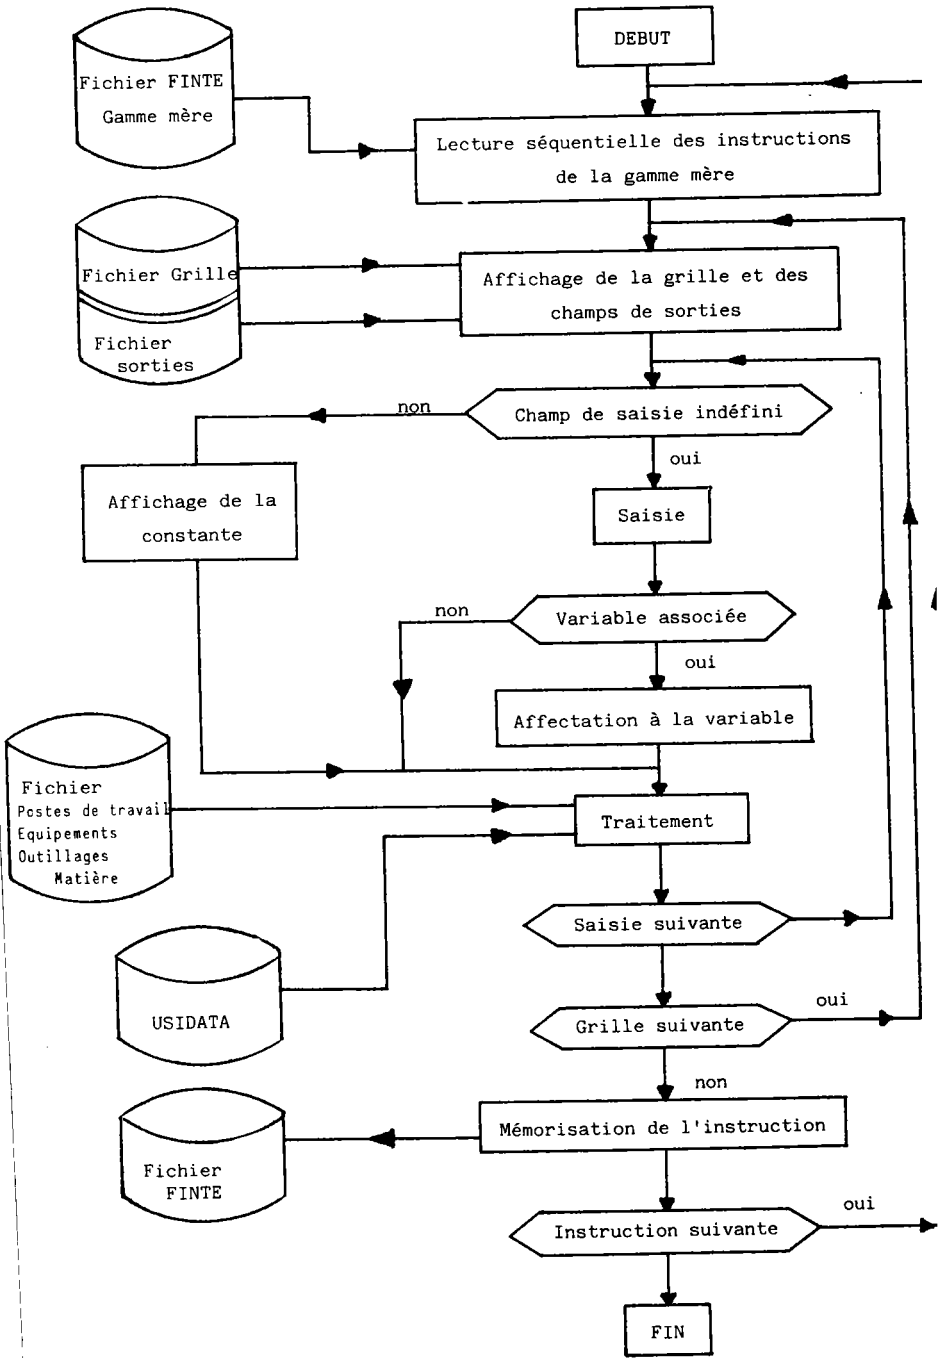 DEBUT
Fichier FINTE
Gamme mère
Lecture séquentielle des instructions
de la gamme mère
Fichier Grille
Fichier
sorties
Affichage de la grille et des
champs de sorties
non
Champ de saisie indéfini
oui
Affichage de la
constante
Saisie
non
Variable associée
oui
Affectation à la variable
Fichier
Postes de travail
Equipements
Outillages
Matière
Traitement
Saisie suivante
USIDATA
Grille suivante
oui
non
Mémorisation de l'instruction
Fichier
FINTE
oui
Instruction suivante
FIN